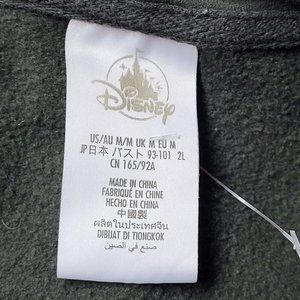 Disney
US/AU M/M UK M EU M
JP日本 バスト 93-101 2L
CN 165/92A
MADE IN CHINA
FABRIQUÉ EN CHINE
HECHO EN CHINA
中國製
ผลิตในประเทศจีน
DIBUAT DI TIONGKOK
صنع في الصين